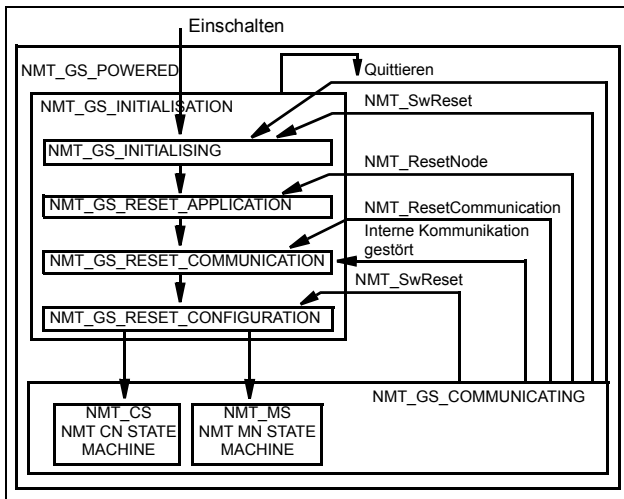 Einschalten
NMT_GS_POWERED
Quittieren
NMT_GS_INITIALISATION
NMT_SwReset
NMT_GS_INITIALISING
NMT_ResetNode
NMT_GS_RESET_APPLICATION
NMT_ResetCommunication
Interne Kommunikation
gestört
NMT_GS_RESET_COMMUNICATION
NMT_SwReset
NMT_GS_RESET_CONFIGURATION
NMT_GS_COMMUNICATING
NMT_CS
NMT CN STATE
MACHINE
NMT_MS
NMT MN STATE
MACHINE